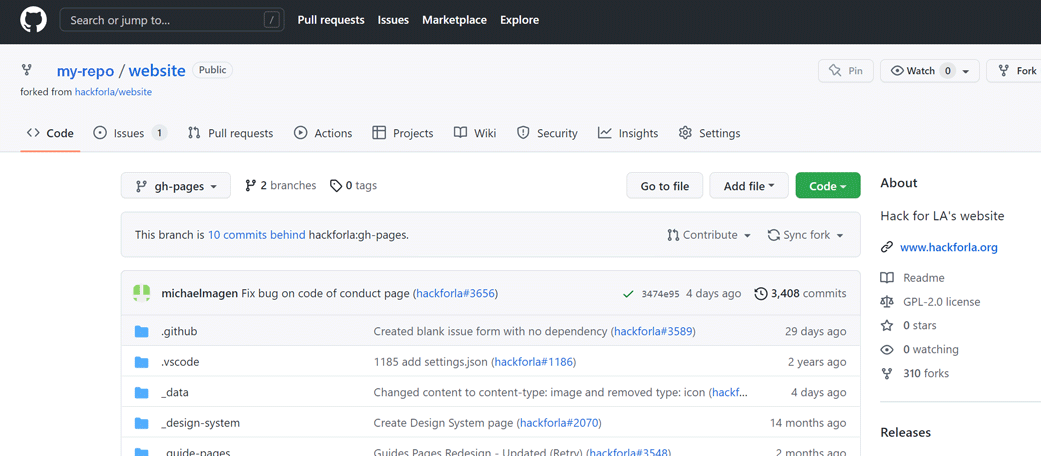 Search or jump to... /
Pull requests Issues Marketplace Explore
my-repo / website Public
Pin Watch 0 Fork
forked from hackforla/website
Code Issues 1 Pull requests Actions Projects Wiki Security Insights Settings
gh-pages 2 branches 0 tags Go to file Add file Code
This branch is 10 commits behind hackforla:gh-pages. Contribute Sync fork
michaelmagen Fix bug on code of conduct page (hackforla#3656) 3474e95 4 days ago 3,408 commits
.github Created blank issue form with no dependency (hackforla#3589) 29 days ago
.vscode 1185 add settings.json (hackforla#1186) 2 years ago
_data Changed content to content-type: image and removed type: icon (hackf... 4 days ago
_design-system Create Design System page (hackforla#2070) 14 months ago
_guide-pages Guides Pages Redesign - Updated (Retry) (hackforla#3548) 2 months ago
About
Hack for LA's website
www.hackforla.org
Readme
GPL-2.0 license
0 stars
0 watching
310 forks
Releases